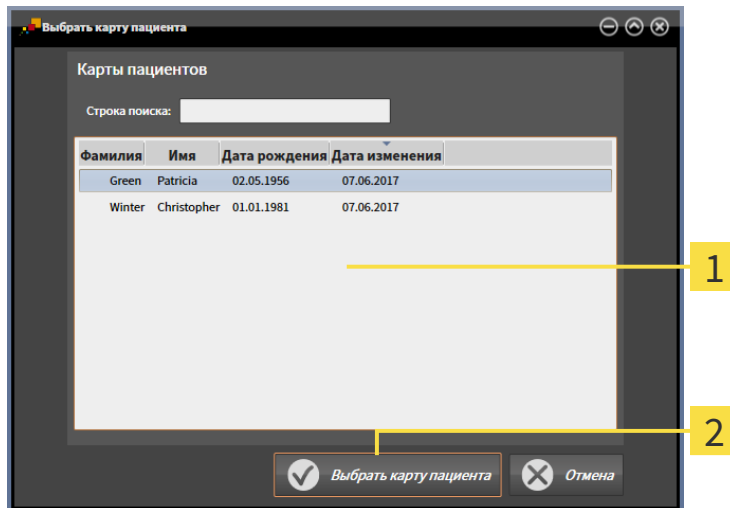 Выбрать карту пациента
Карты пациентов
Строка поиска:
Фамилия Имя Дата рождения Дата изменения
Green Patricia 02.05.1956 07.06.2017
Winter Christopher 01.01.1981 07.06.2017
1
2
Выбрать карту пациента Отмена